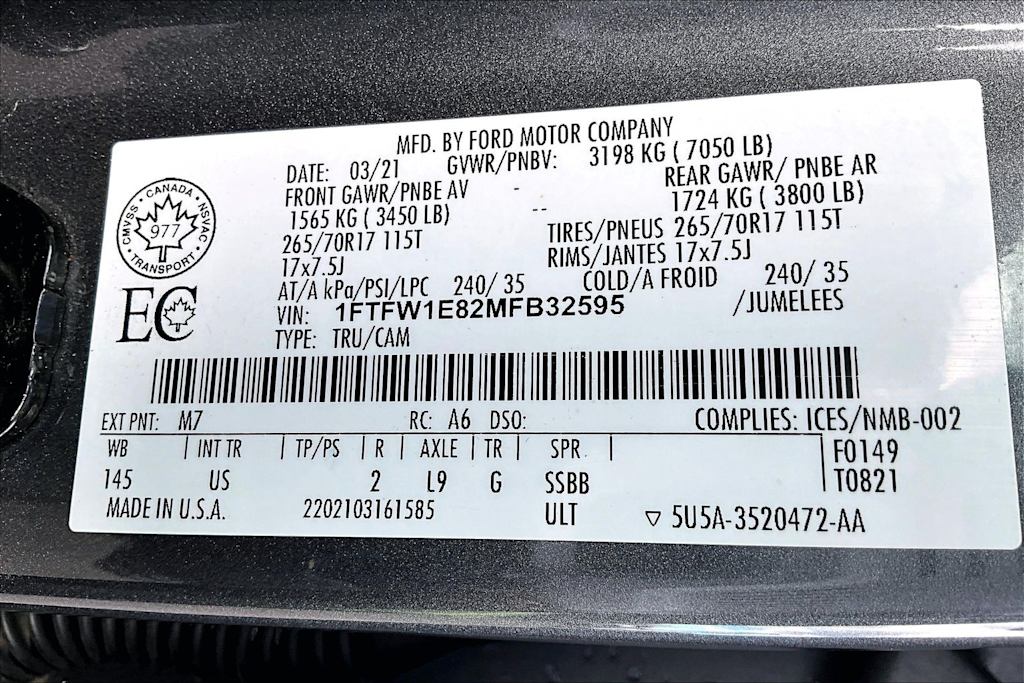 MFD. BY FORD MOTOR COMPANY
DATE: 03/21 GVWR/PNBV: 3198 KG ( 7050 LB)
FRONT GAWR/PNBE AV - REAR GAWR/ PNBE AR
1565 KG ( 3450 LB) -- 1724 KG ( 3800 LB)
265/70R17 115T TIRES/PNEUS 265/70R17 115T
17x7.5J RIMS/JANTES 17x7.5J
AT/A kPa/PSI/LPC 240/ 35 COLD/A FROID 240/ 35
VIN: 1FTFW1E82MFB32595 /JUMELEES
TYPE: TRU/CAM
CMVSS • CANADA • NSVAC • TRANSPORT •
977
EC
EXT PNT: M7 RC: A6 DSO: COMPLIES: ICES/NMB-002
WB | INT TR | TP/PS | R | AXLE | TR | SPR | F0149
145 US 2 L9 G SSBB T0821
MADE IN U.S.A. 2202103161585 ULT ▽ 5U5A-3520472-AA